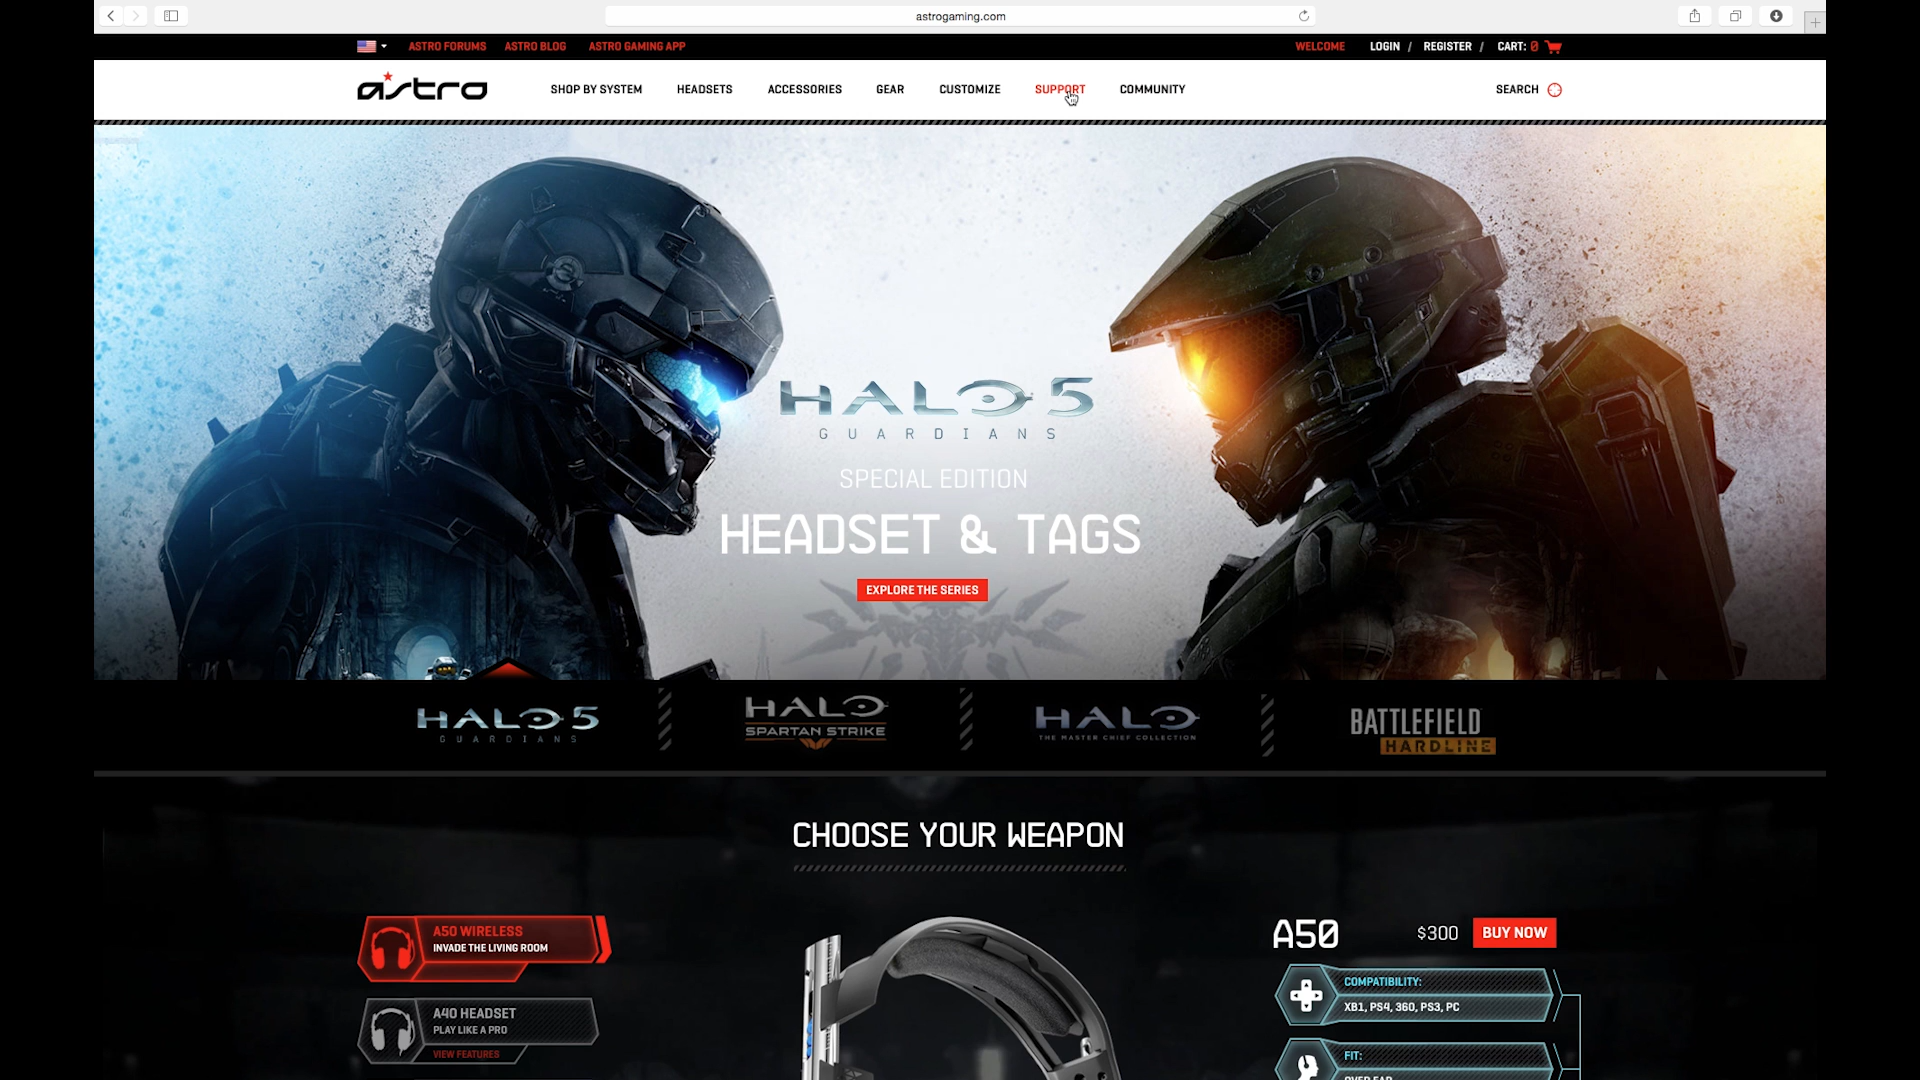 astrogaming.com
ASTRO FORUMS ASTRO BLOG ASTRO GAMING APP WELCOME LOGIN / REGISTER / CART: 0
astro SHOP BY SYSTEM HEADSETS ACCESSORIES GEAR CUSTOMIZE SUPPORT COMMUNITY SEARCH
HALO 5
GUARDIANS
SPECIAL EDITION
HEADSET & TAGS
EXPLORE THE SERIES
HALO 5
GUARDIANS
HALO
SPARTAN STRIKE
HALO
THE MASTER CHIEF COLLECTION
BATTLEFIELD
HARDLINE
CHOOSE YOUR WEAPON
A50 WIRELESS
INVADE THE LIVING ROOM
A40 HEADSET
PLAY LIKE A PRO
VIEW FEATURES
A50 $300 BUY NOW
COMPATIBILITY:
XB1, PS4, 360, PS3, PC
FIT:
OVER EAR